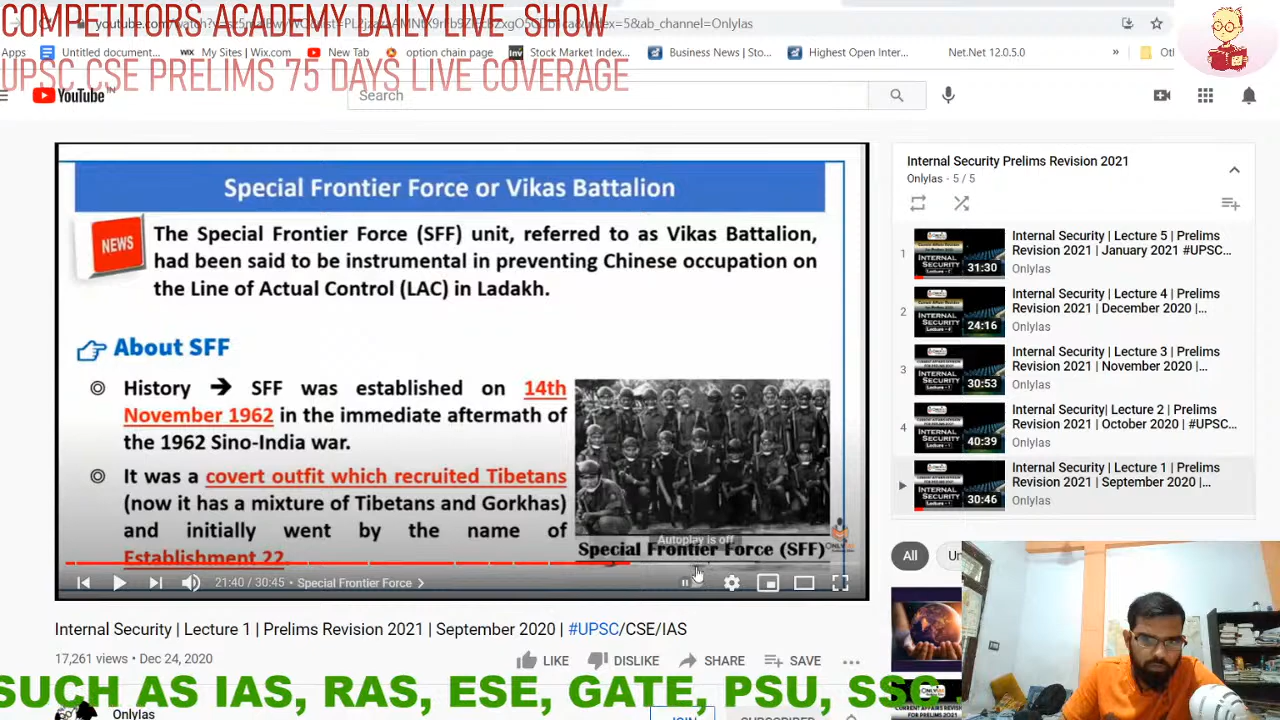 COMPETITORS ACADEMY DAILY LIVE SHOW
Apps Untitled document... My Sites | Wix.com New Tab option chain page Stock Market Index... Business News | Sto... Highest Open Inter... Net.Net 12.0.5.0 »
UPSC CSE PRELIMS 75 DAYS LIVE COVERAGE
YouTube IN
Search
Special Frontier Force or Vikas Battalion
NEWS
The Special Frontier Force (SFF) unit, referred to as Vikas Battalion,
had been said to be instrumental in preventing Chinese occupation on
the Line of Actual Control (LAC) in Ladakh.
About SFF
History ➔ SFF was established on 14th
November 1962 in the immediate aftermath of
the 1962 Sino-India war.
It was a covert outfit which recruited Tibetans
(now it has a mixture of Tibetans and Gorkhas)
and initially went by the name of
Establishment 22
Autoplay is off
Special Frontier Force (SFF)
21:40 / 30:45 • Special Frontier Force
Internal Security | Lecture 1 | Prelims Revision 2021 | September 2020 | #UPSC/CSE/IAS
17,261 views • Dec 24, 2020
LIKE DISLIKE SHARE SAVE ...
SUCH AS IAS, RAS, ESE, GATE, PSU, SSC
OnlyIas
JOIN SUBSCRIBED
Internal Security Prelims Revision 2021
OnlyIas - 5 / 5
1
31:30
Internal Security | Lecture 5 | Prelims
Revision 2021 | January 2021 #UPSC...
OnlyIas
2
24:16
Internal Security | Lecture 4 | Prelims
Revision 2021 | December 2020 |...
OnlyIas
3
30:53
Internal Security | Lecture 3 | Prelims
Revision 2021 | November 2020 |...
OnlyIas
4
40:39
Internal Security| Lecture 2 | Prelims
Revision 2021 | October 2020 | #UPSC...
OnlyIas
30:46
Internal Security | Lecture 1 | Prelims
Revision 2021 | September 2020 |...
OnlyIas
All